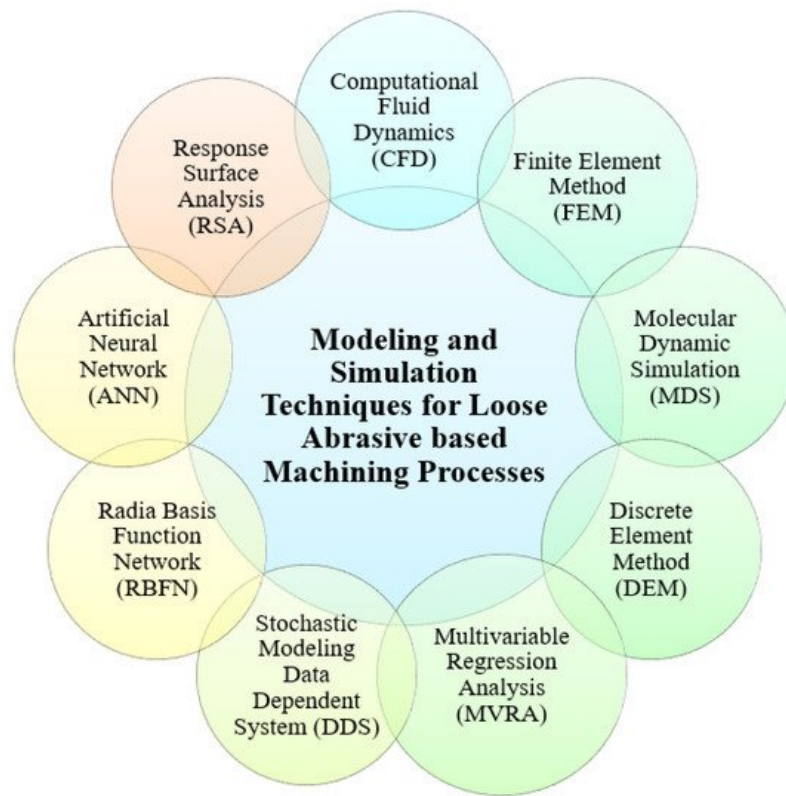 Computational
Fluid
Dynamics
(CFD)
Finite Element
Method
(FEM)
Molecular
Dynamic
Simulation
(MDS)
Discrete
Element
Method
(DEM)
Multivariable
Regression
Analysis
(MVRA)
Stochastic
Modeling
Data
Dependent
System (DDS)
Radia Basis
Function
Network
(RBFN)
Artificial
Neural
Network
(ANN)
Response
Surface
Analysis
(RSA)
Modeling and
Simulation
Techniques for Loose
Abrasive based
Machining Processes